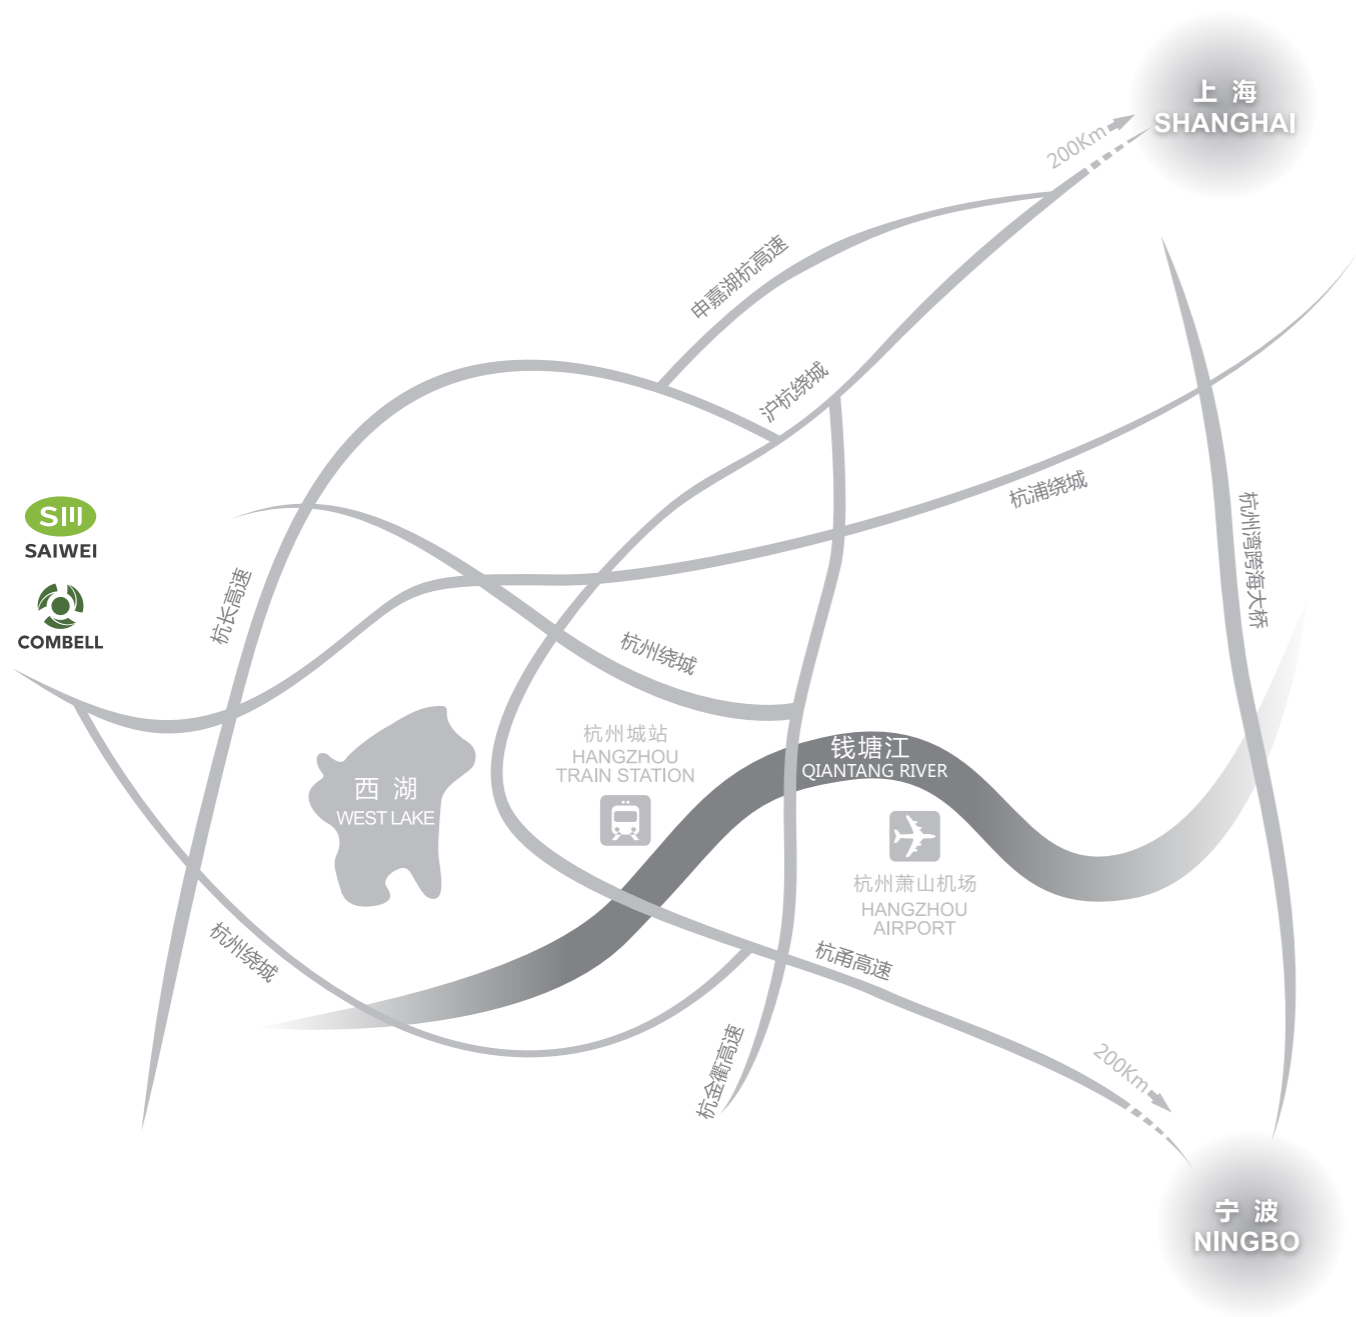 上 海
SHANGHAI
200Km
申嘉湖杭高速
沪杭绕城
杭浦绕城
杭州湾跨海大桥
SM
SAIWEI
COMBELL
杭长高速
杭州绕城
杭州城站
HANGZHOU
TRAIN STATION
钱塘江
QIANTANG RIVER
西 湖
WEST LAKE
杭州萧山机场
HANGZHOU
AIRPORT
杭州绕城
杭甬高速
杭金衢高速
200Km
宁 波
NINGBO